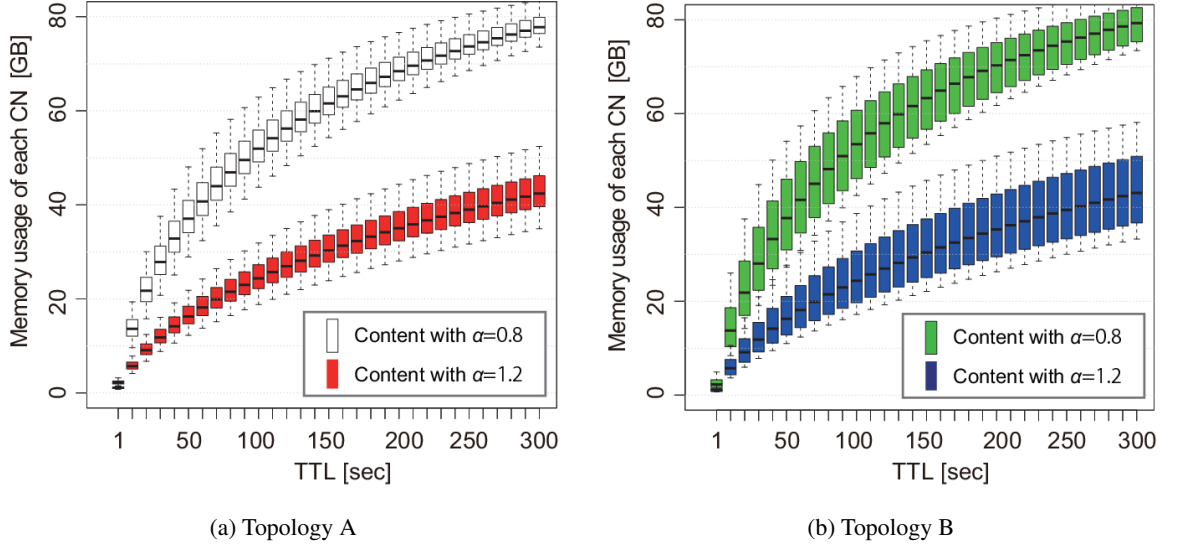 Memory usage of each CN [GB]
80
60
40
20
0
1 50 100 150 200 250 300
TTL [sec]
Content with α=0.8
Content with α=1.2
(a) Topology A
Memory usage of each CN [GB]
80
60
40
20
0
1 50 100 150 200 250 300
TTL [sec]
Content with α=0.8
Content with α=1.2
(b) Topology B